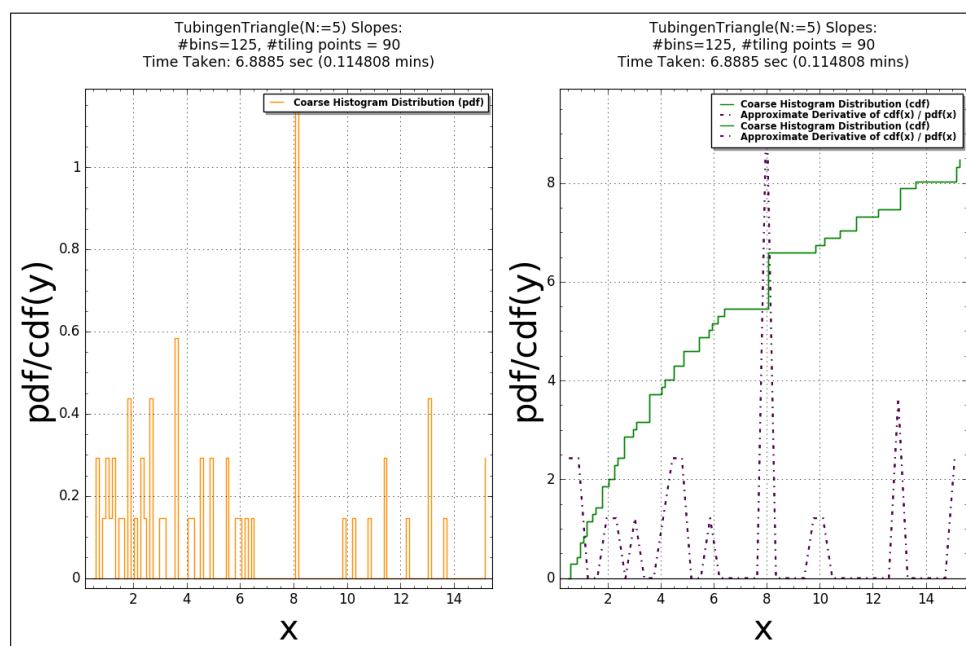 TubingenTriangle(N:=5) Slopes:
#bins=125, #tiling points = 90
Time Taken: 6.8885 sec (0.114808 mins)
Coarse Histogram Distribution (pdf)
pdf/cdf(y)
1
0.8
0.6
0.4
0.2
0
2 4 6 8 10 12 14
x
TubingenTriangle(N:=5) Slopes:
#bins=125, #tiling points = 90
Time Taken: 6.8885 sec (0.114808 mins)
Coarse Histogram Distribution (cdf)
Approximate Derivative of cdf(x) / pdf(x)
Coarse Histogram Distribution (cdf)
Approximate Derivative of cdf(x) / pdf(x)
pdf/cdf(y)
8
6
4
2
0
2 4 6 8 10 12 14
x